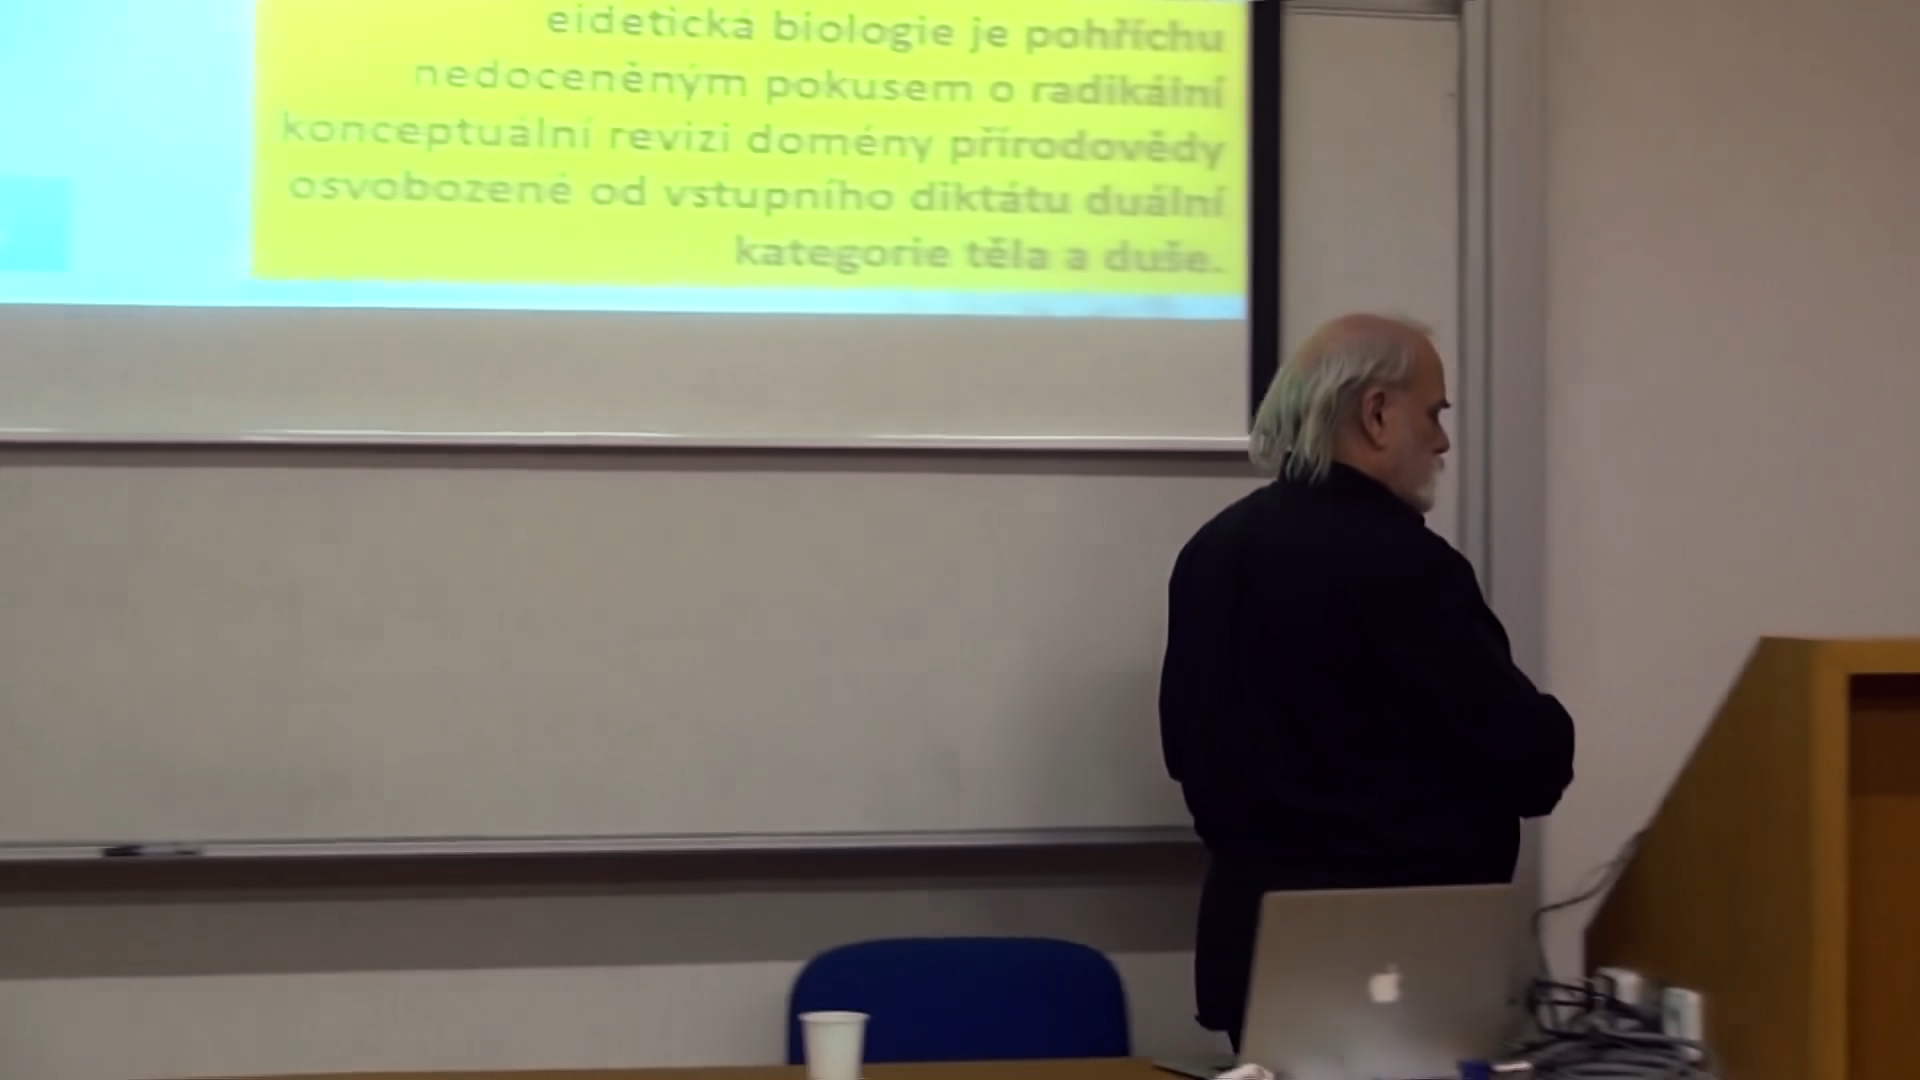 eidetická biologie je pohříchu
nedoceněným pokusem o radikální
konceptuální revizi domény přírodovědy
osvobozené od vstupního diktátu duální
kategorie těla a duše.